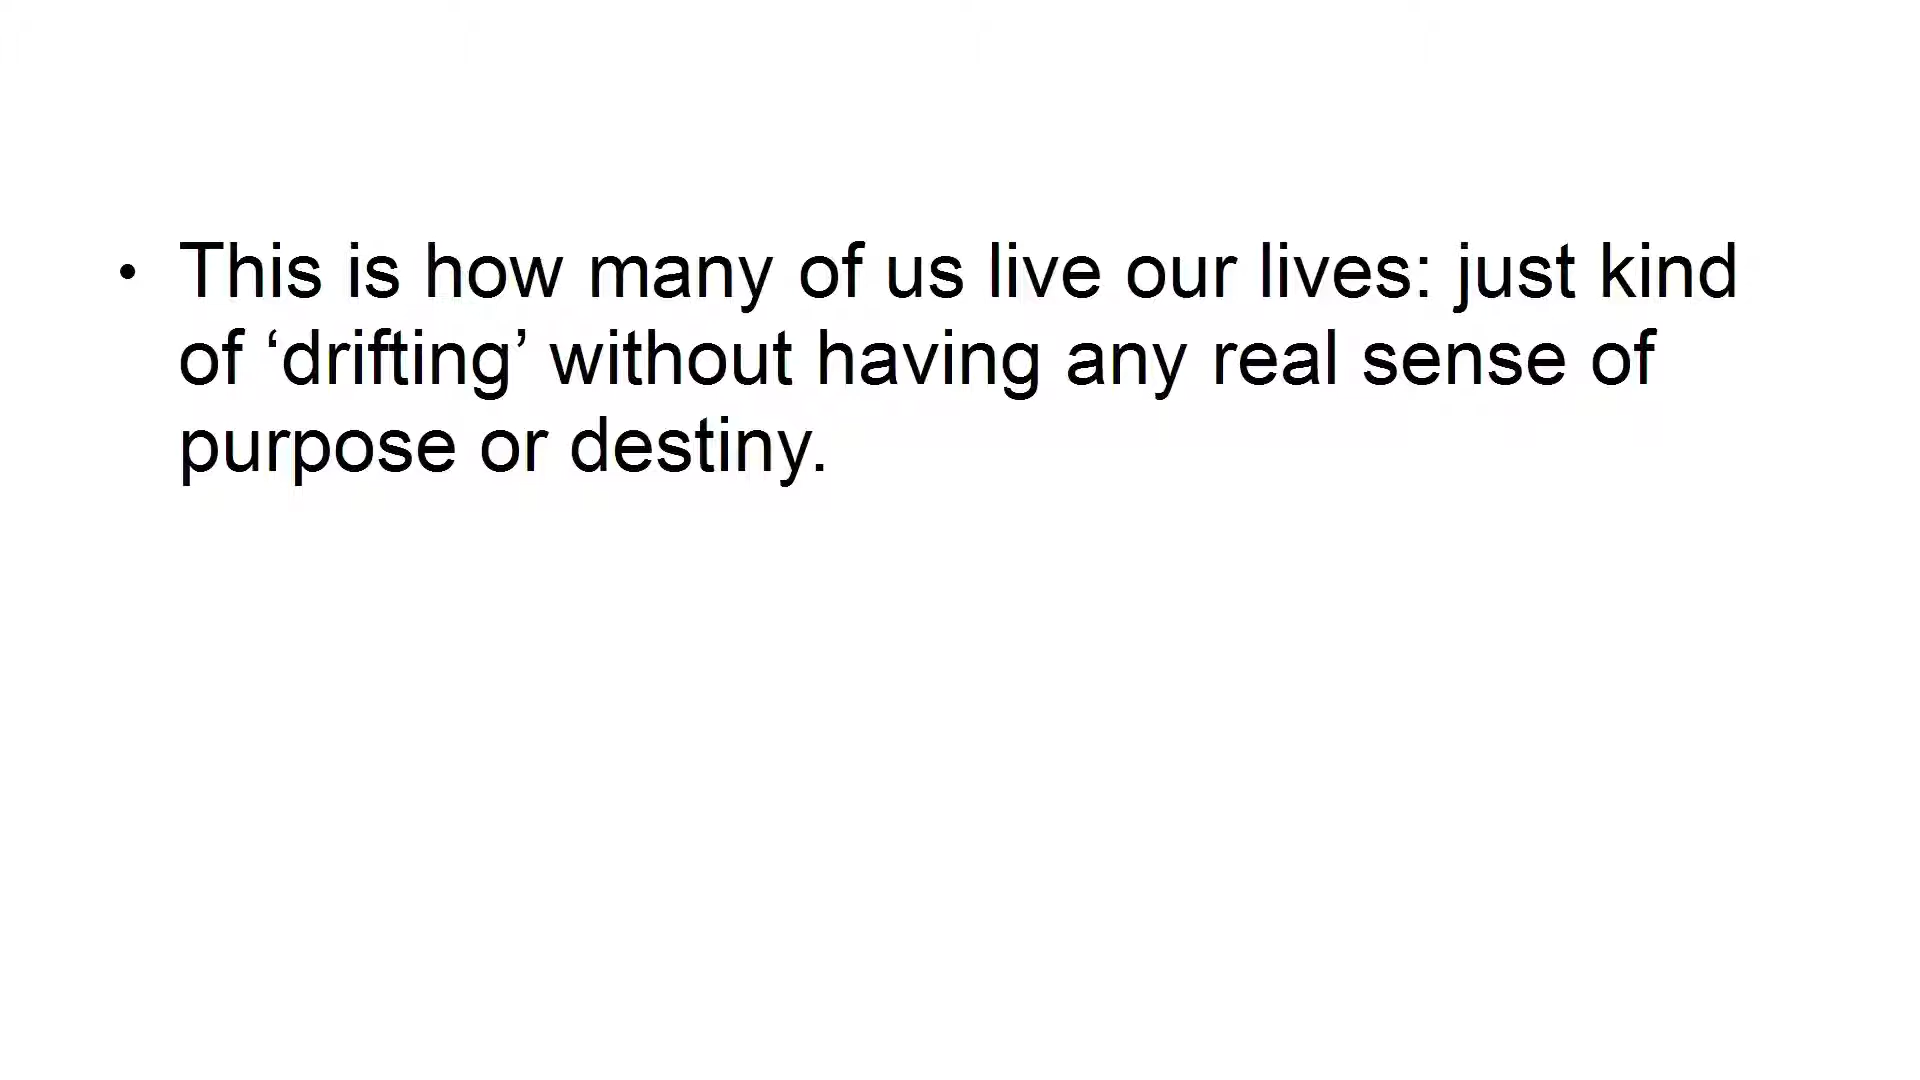 • This is how many of us live our lives: just kind
of ‘drifting’ without having any real sense of
purpose or destiny.